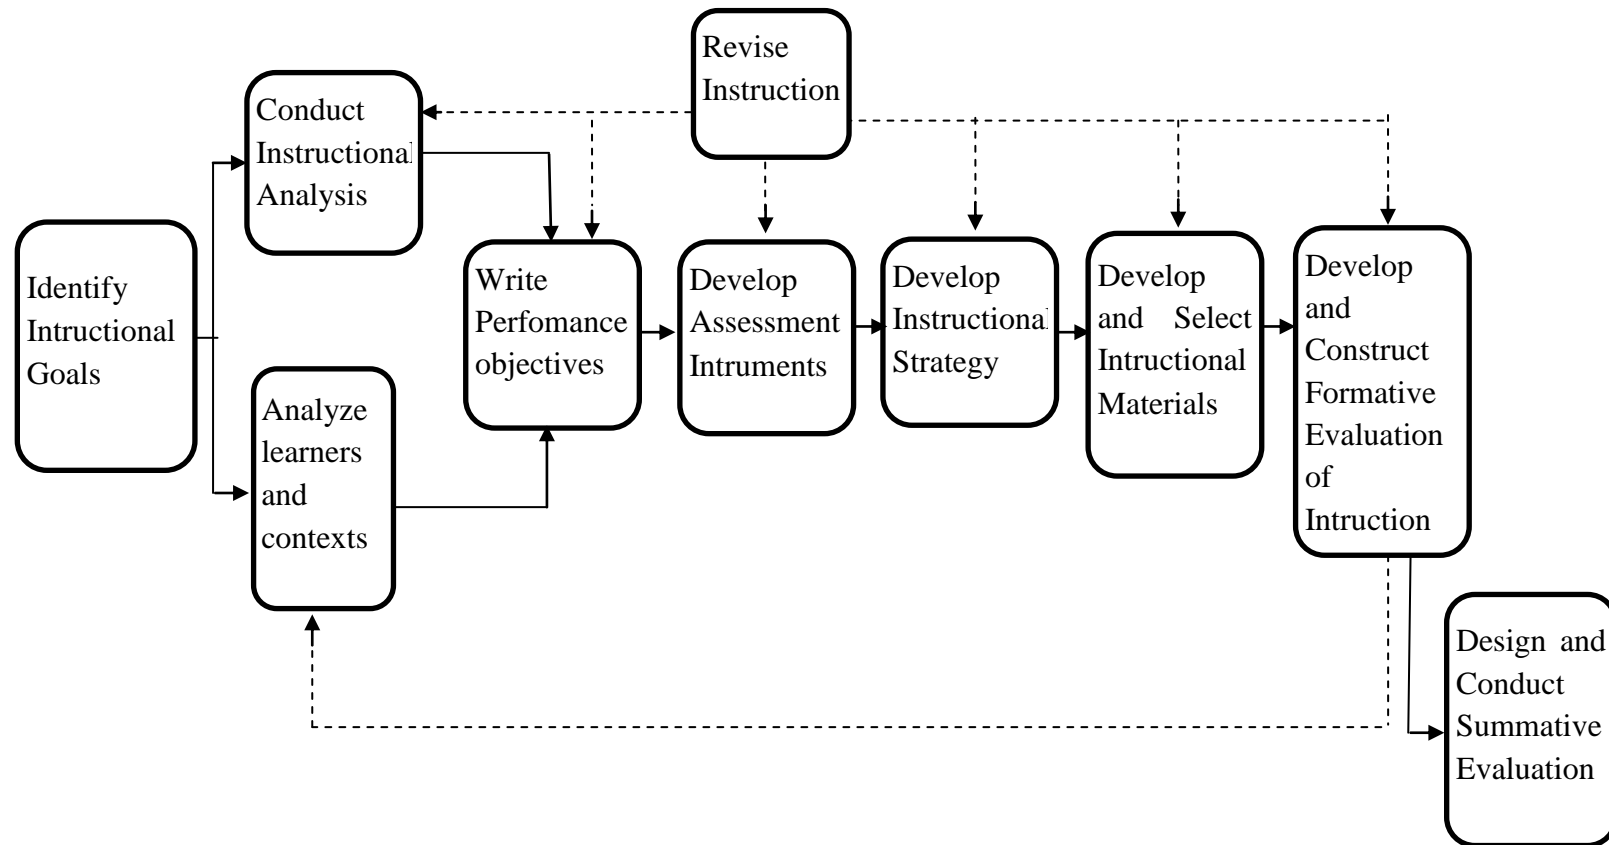 Revise
Instruction
Conduct
Instructional
Analysis
Identify
Intructional
Goals
Analyze
learners
and
contexts
Write
Perfomance
objectives
Develop
Assessment
Intruments
Develop
Instructional
Strategy
Develop
and Select
Intructional
Materials
Develop
and
Construct
Formative
Evaluation
of
Intruction
Design and
Conduct
Summative
Evaluation